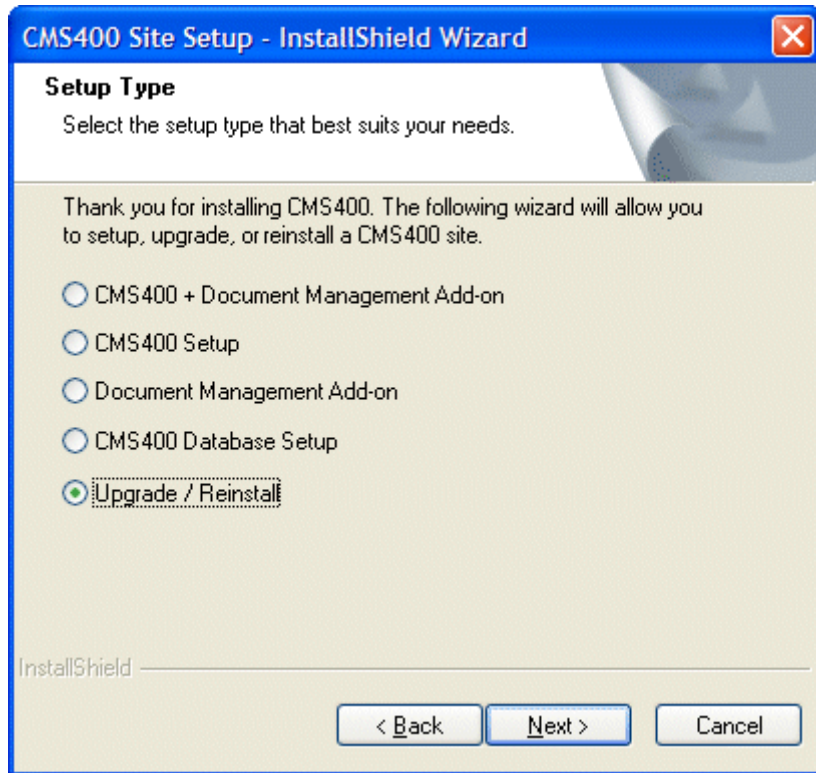 CMS400 Site Setup - InstallShield Wizard
Setup Type
Select the setup type that best suits your needs.
Thank you for installing CMS400. The following wizard will allow you
to setup, upgrade, or reinstall a CMS400 site.
CMS400 + Document Management Add-on
CMS400 Setup
Document Management Add-on
CMS400 Database Setup
Upgrade / Reinstall
InstallShield
< Back
Next >
Cancel